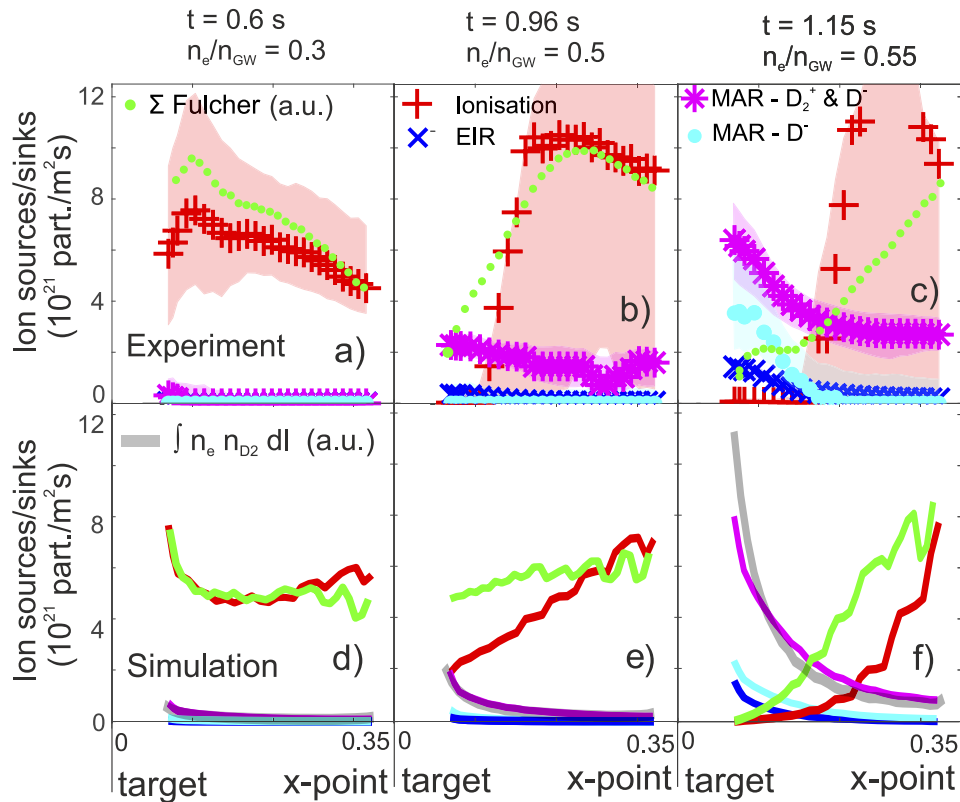 t = 0.6 s
n_e/n_GW = 0.3
t = 0.96 s
n_e/n_GW = 0.5
t = 1.15 s
n_e/n_GW = 0.55
Ion sources/sinks
(10^21 part./m^2s)
12
8
4
0
Σ Fulcher (a.u.)
Experiment
a)
Ionisation
EIR
b)
MAR - D_2^+ & D^-
MAR - D^-
c)
Ion sources/sinks
(10^21 part./m^2s)
12
8
4
0
∫ n_e n_D2 dl (a.u.)
Simulation
d)
e)
f)
0
0.35
0
0.35
0
0.35
target
x-point
target
x-point
target
x-point